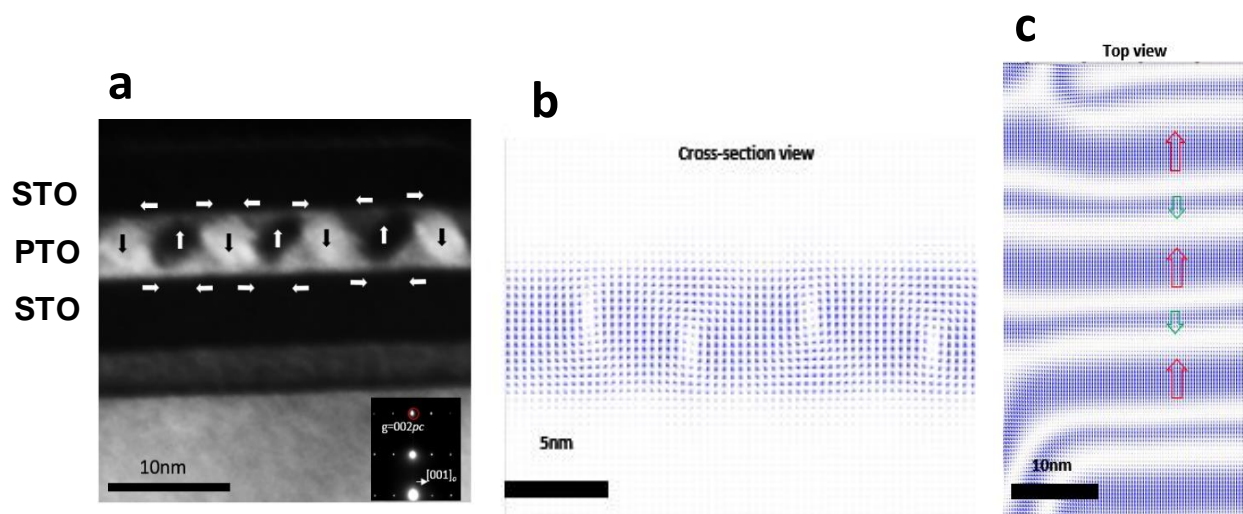 a
STO
PTO
STO
g=002pc
[001]o
10nm
b
Cross-section view
5nm
c
Top view
10nm